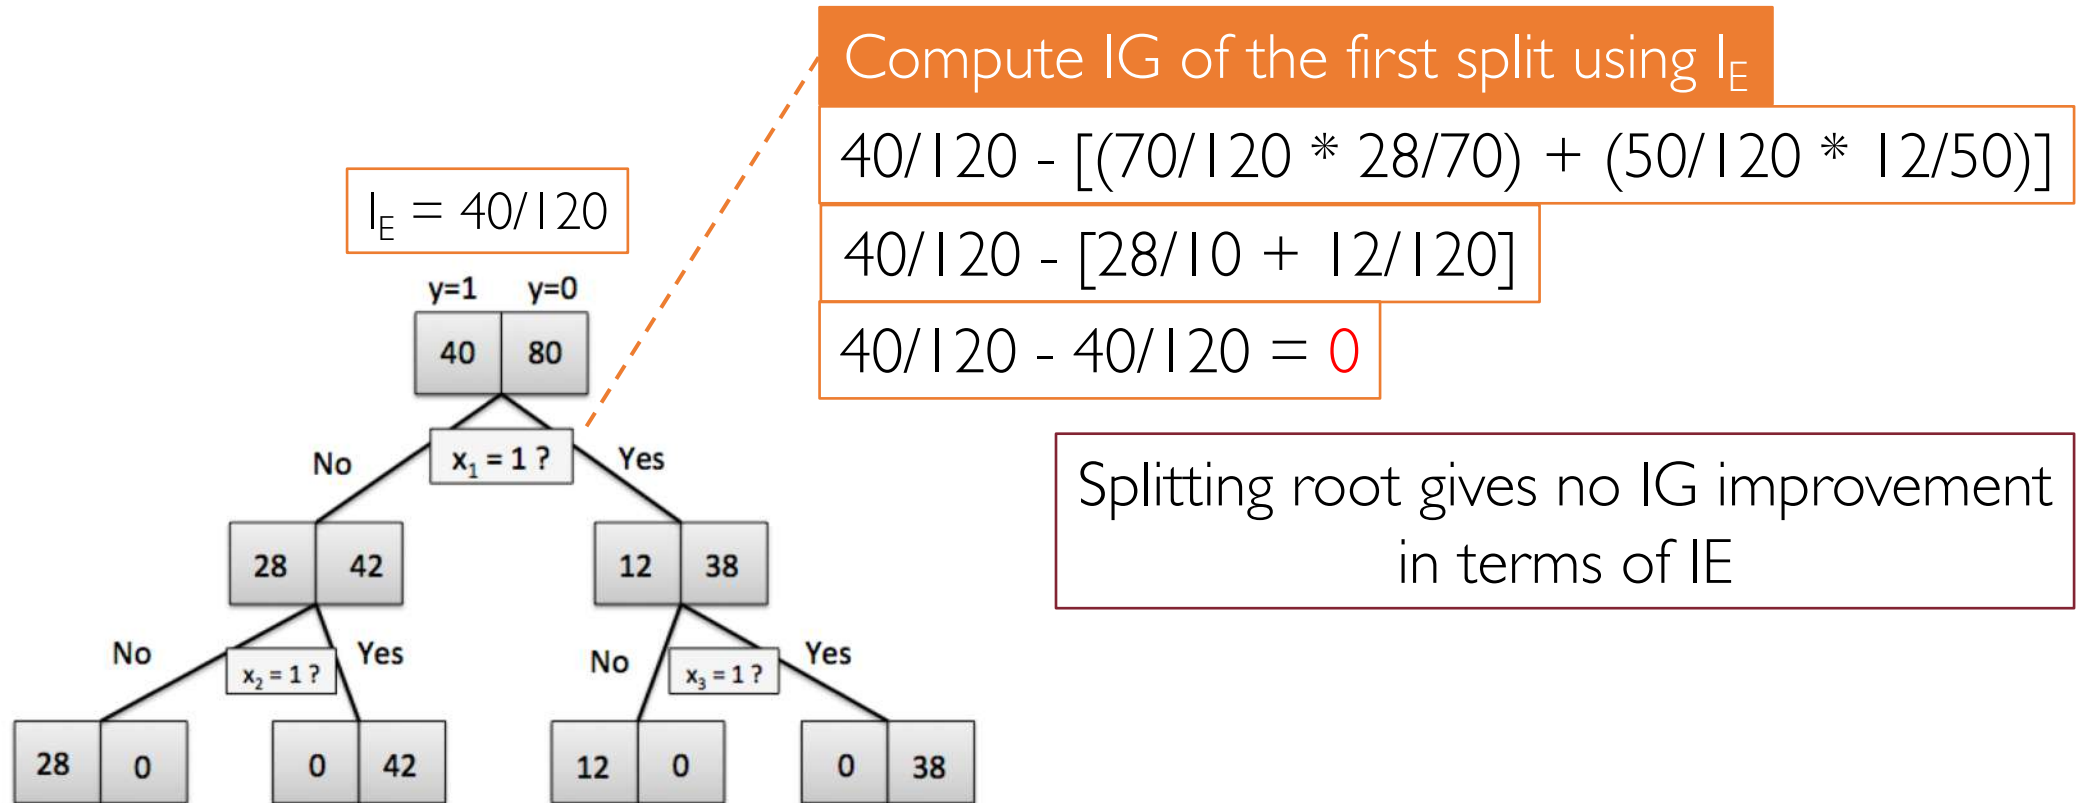 Compute IG of the first split using I_E
40/120 - [(70/120 * 28/70) + (50/120 * 12/50)]
I_E = 40/120
40/120 - [28/10 + 12/120]
40/120 - 40/120 = 0
y=1 y=0
40 80
No x₁ = 1 ? Yes
Splitting root gives no IG improvement
in terms of IE
28 42 12 38
No x₂ = 1 ? Yes No x₃ = 1 ? Yes
28 0 0 42 12 0 0 38